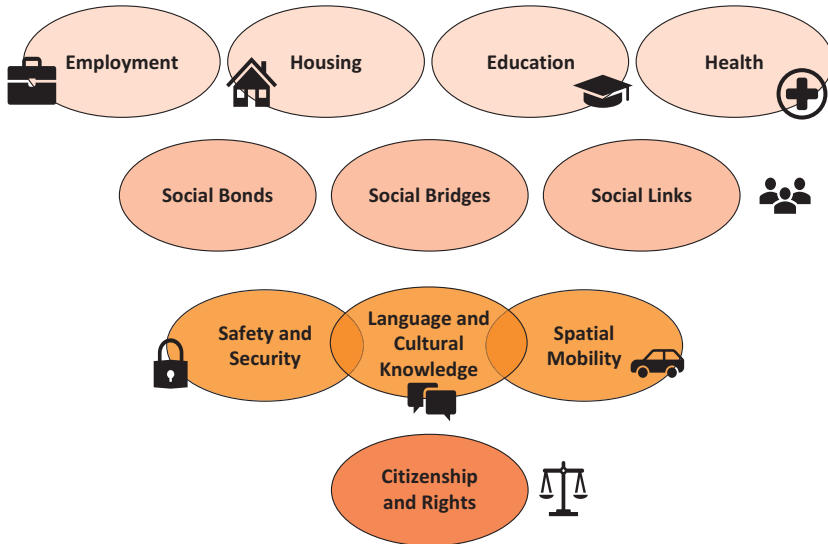 Employment
Housing
Education
Health
Social Bonds
Social Bridges
Social Links
Safety and
Security
Language and
Cultural
Knowledge
Spatial
Mobility
Citizenship
and Rights